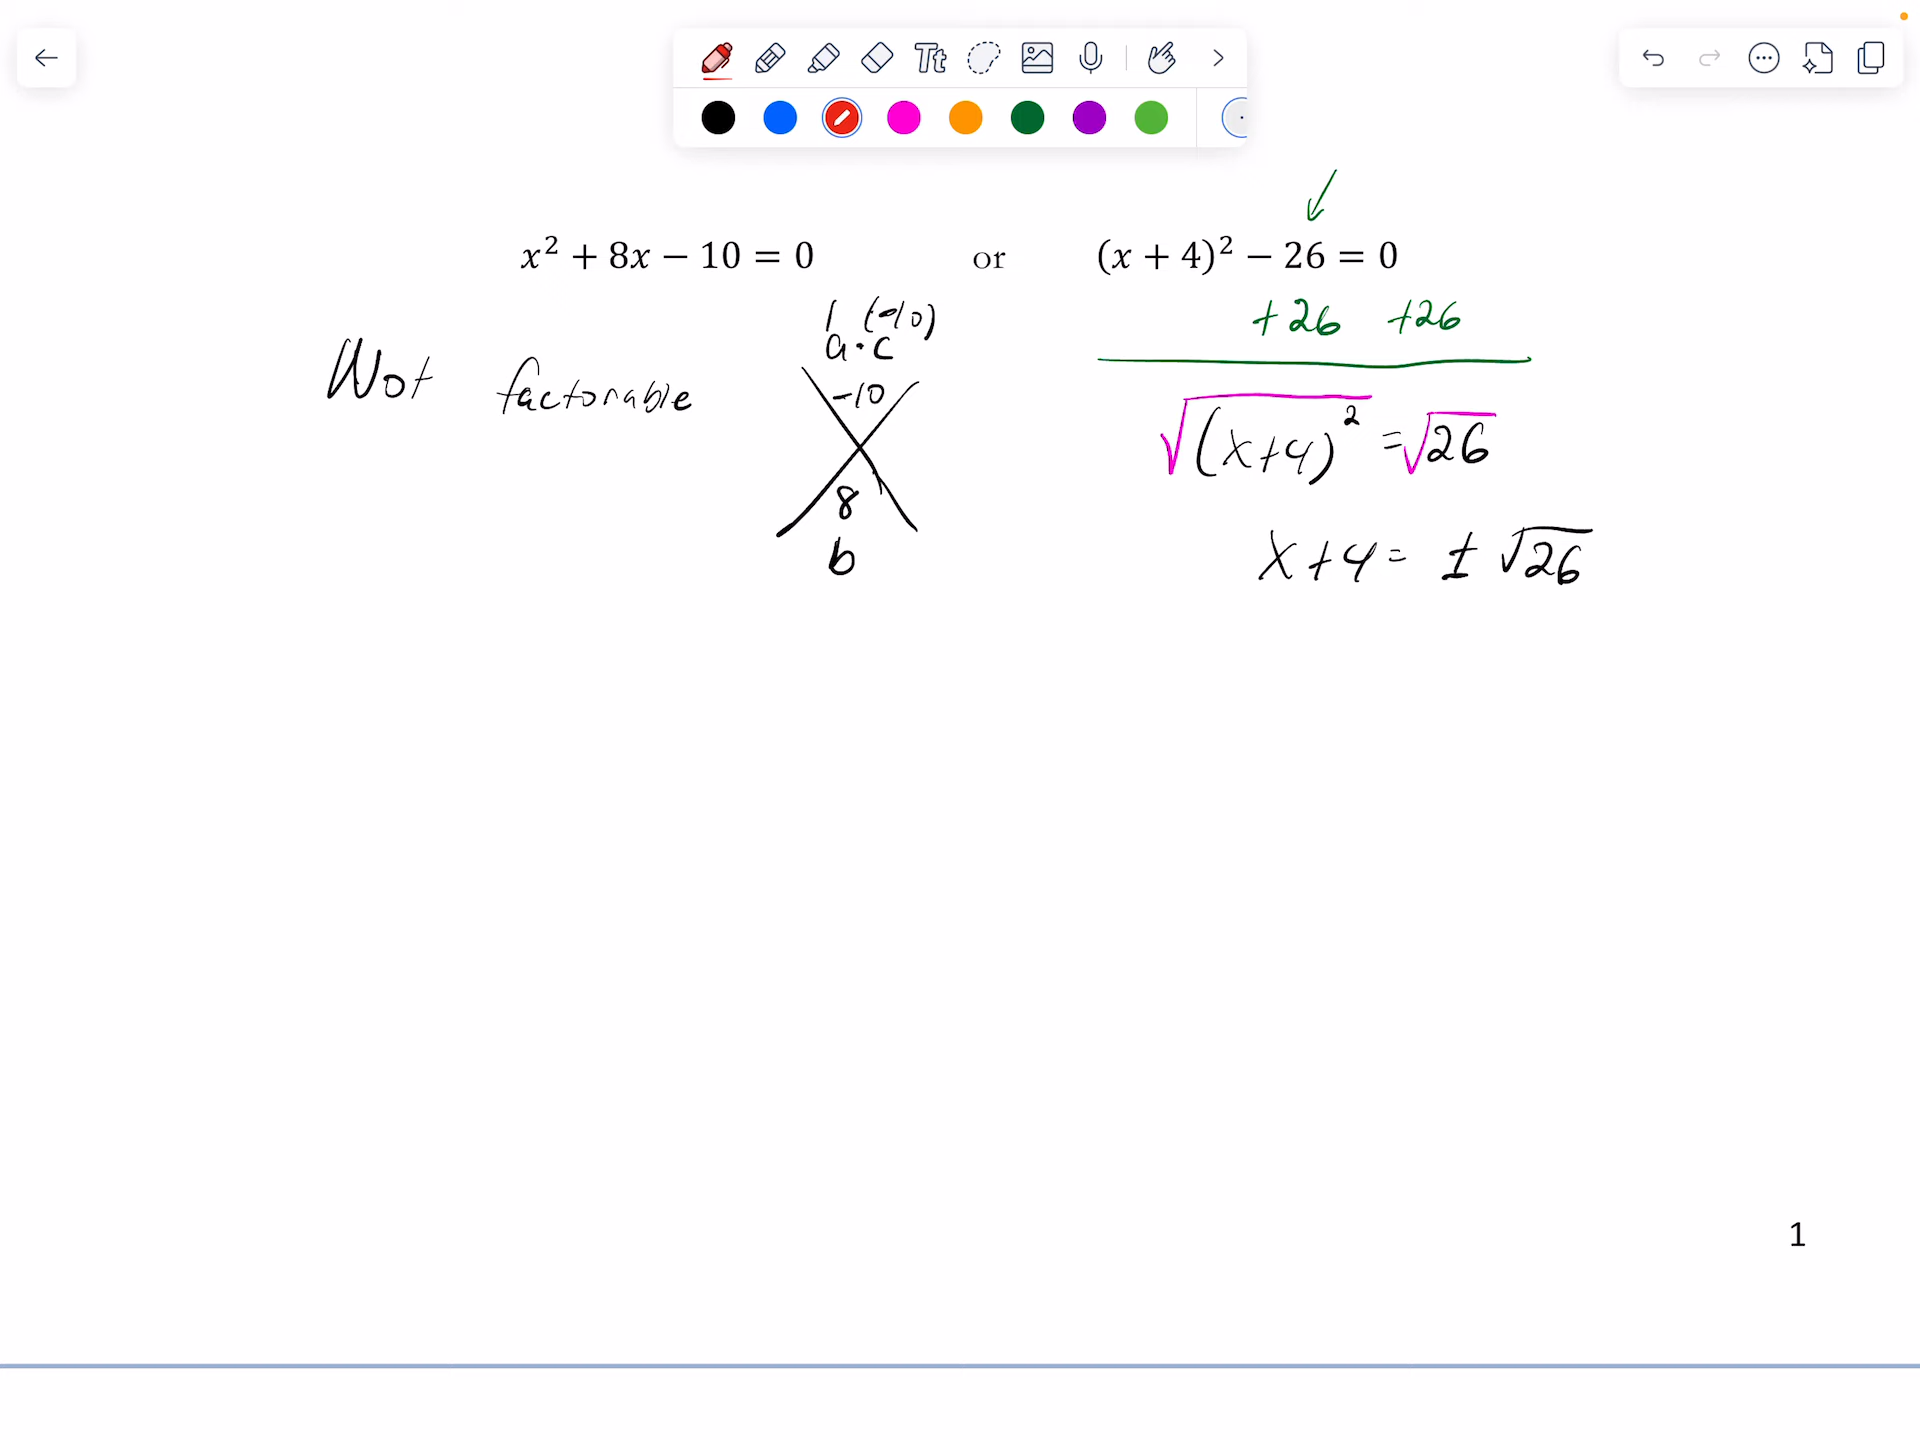 Tt
x² + 8x − 10 = 0 or (x + 4)² − 26 = 0
1 (-10)
a·c
+26 +26
Not factorable
-10
√(x+4)² = √26
8
b
x+4 = ± √26
1